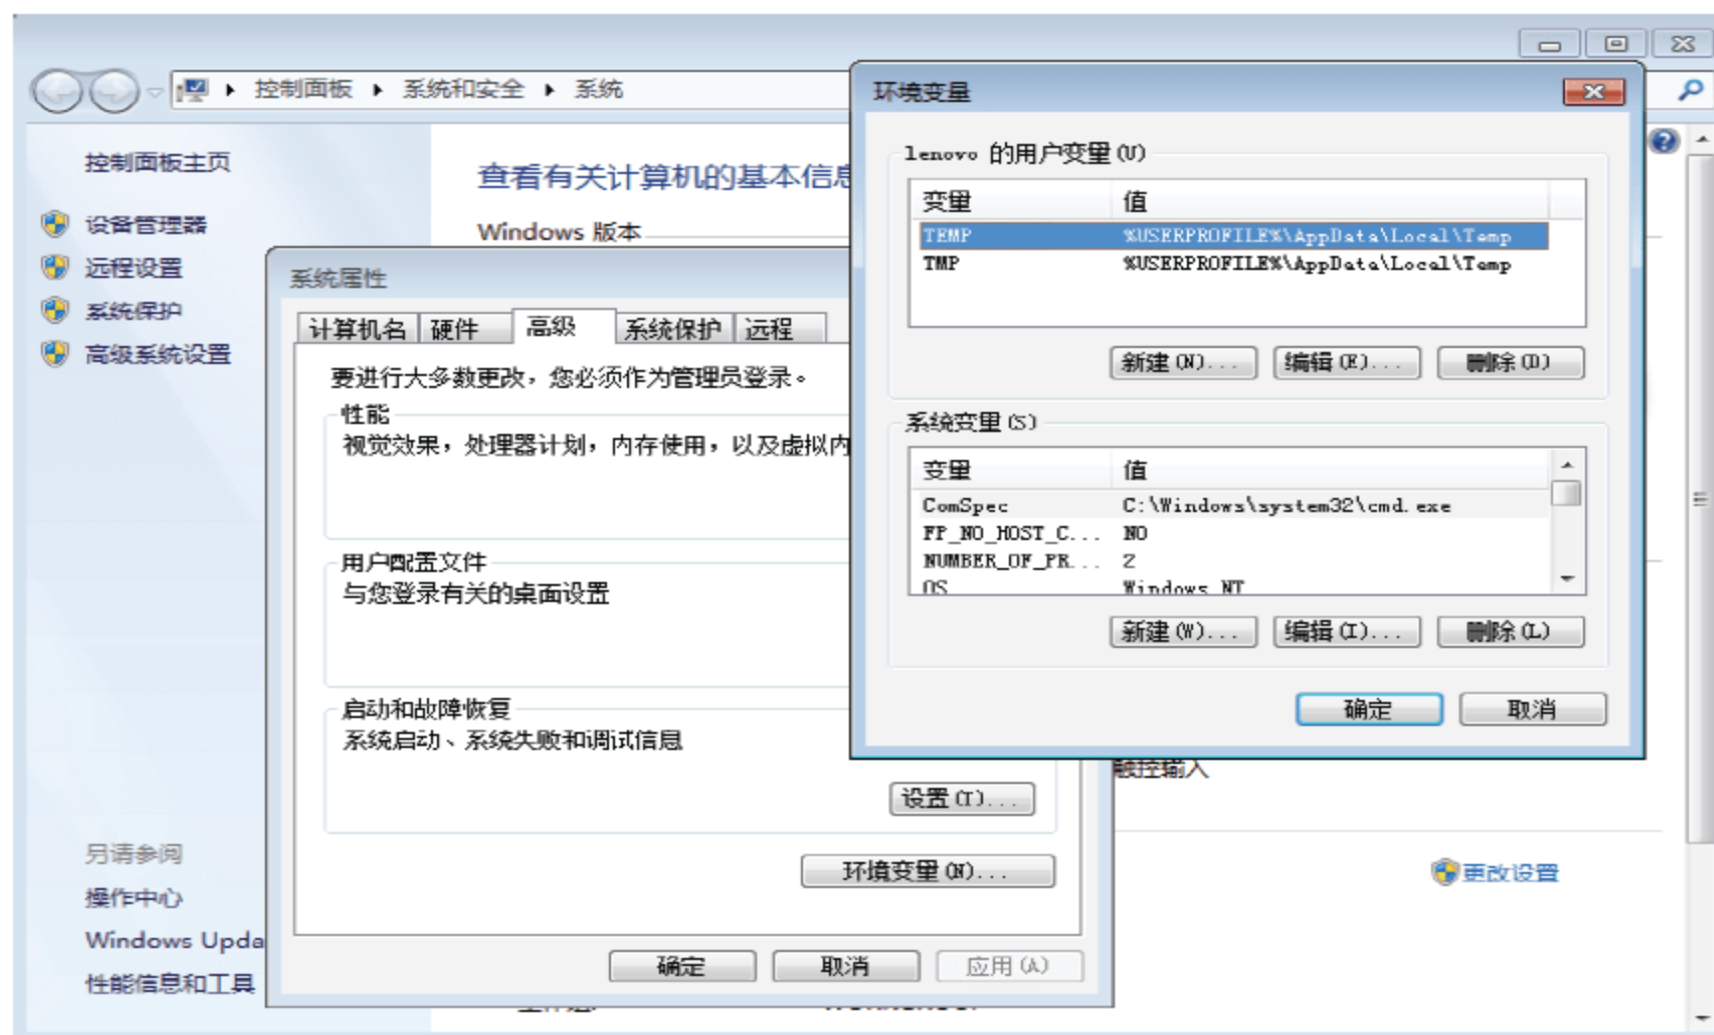 控制面板 系统和安全 系统
控制面板主页
设备管理器
远程设置
系统保护
高级系统设置
另请参阅
操作中心
Windows Upda
性能信息和工具
查看有关计算机的基本信息
Windows 版本
系统属性
计算机名 硬件 高级 系统保护 远程
要进行大多数更改，您必须作为管理员登录。
性能
视觉效果，处理器计划，内存使用，以及虚拟内
用户配置文件
与您登录有关的桌面设置
启动和故障恢复
系统启动、系统失败和调试信息
设置(T)...
环境变量(N)...
确定 取消 应用(A)
环境变量
lenovo 的用户变量(U)
变量 值
TEMP %USERPROFILE%\AppData\Local\Temp
TMP %USERPROFILE%\AppData\Local\Temp
新建(N)... 编辑(E)... 删除(D)
系统变量(S)
变量 值
ComSpec C:\Windows\system32\cmd.exe
FP_NO_HOST_C... NO
NUMBER_OF_PR... 2
OS Windows_NT
新建(W)... 编辑(I)... 删除(L)
确定 取消
触控输入
更改设置